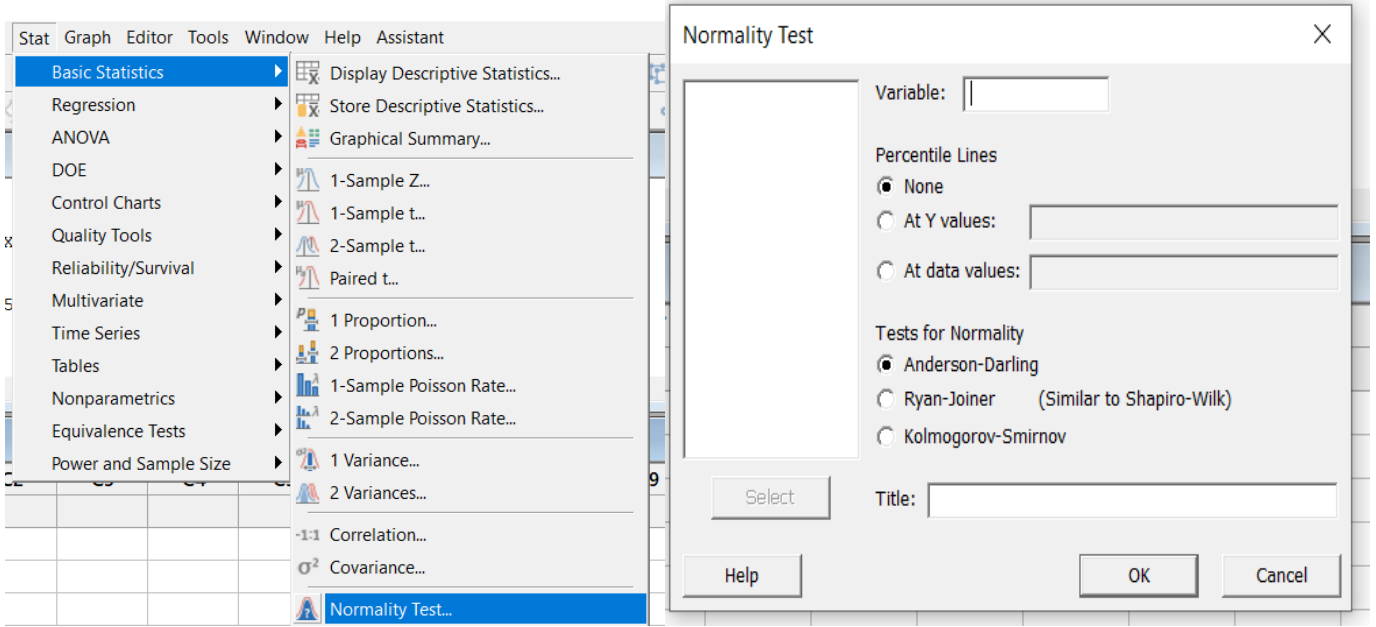 Stat Graph Editor Tools Window Help Assistant
Basic Statistics
Regression
ANOVA
DOE
Control Charts
Quality Tools
Reliability/Survival
Multivariate
Time Series
Tables
Nonparametrics
Equivalence Tests
Power and Sample Size
Display Descriptive Statistics...
Store Descriptive Statistics...
Graphical Summary...
1-Sample Z...
1-Sample t...
2-Sample t...
Paired t...
1 Proportion...
2 Proportions...
1-Sample Poisson Rate...
2-Sample Poisson Rate...
1 Variance...
2 Variances...
-1:1 Correlation...
σ² Covariance...
Normality Test...
Normality Test
Variable:
Percentile Lines
None
At Y values:
At data values:
Tests for Normality
Anderson-Darling
Ryan-Joiner (Similar to Shapiro-Wilk)
Kolmogorov-Smirnov
Select
Title:
Help
OK
Cancel